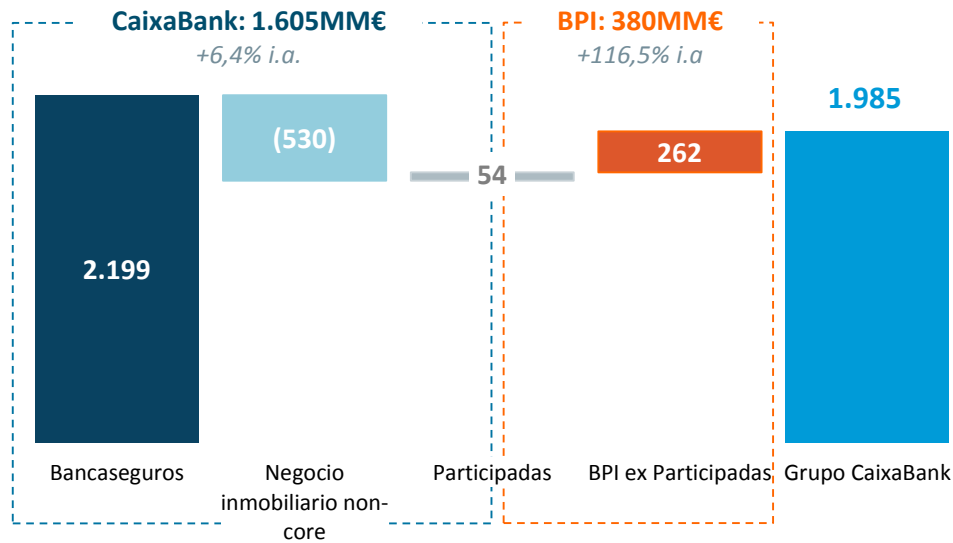 CaixaBank: 1.605MM€
+6,4% i.a.
BPI: 380MM€
+116,5% i.a
1.985
(530)
262
54
2.199
Bancaseguros
Negocio
inmobiliario non-
core
Participadas
BPI ex Participadas
Grupo CaixaBank